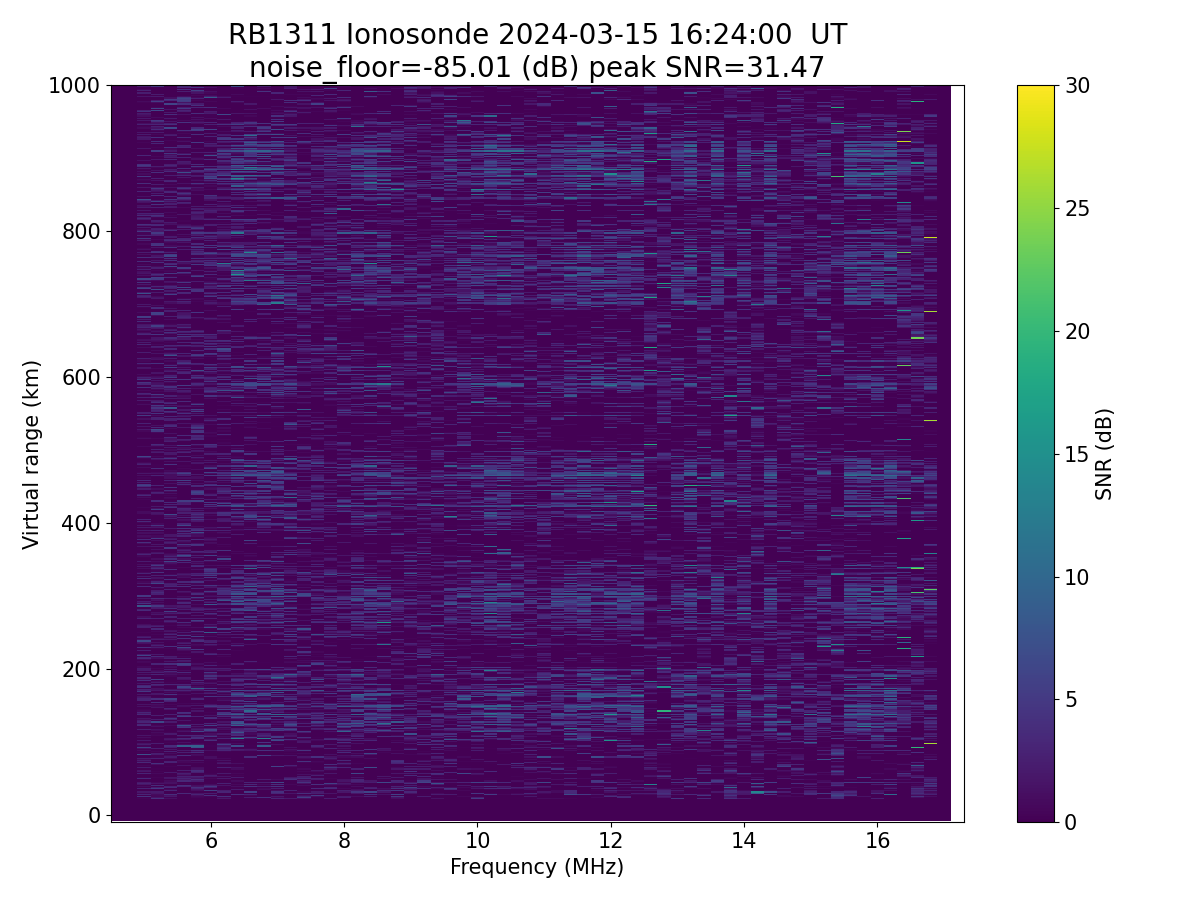 RB1311 Ionosonde 2024-03-15 16:24:00  UT
noise_floor=-85.01 (dB) peak SNR=31.47
1000
800
600
400
200
0
Virtual range (km)
6 8 10 12 14 16
Frequency (MHz)
30
25
20
15
10
5
0
SNR (dB)